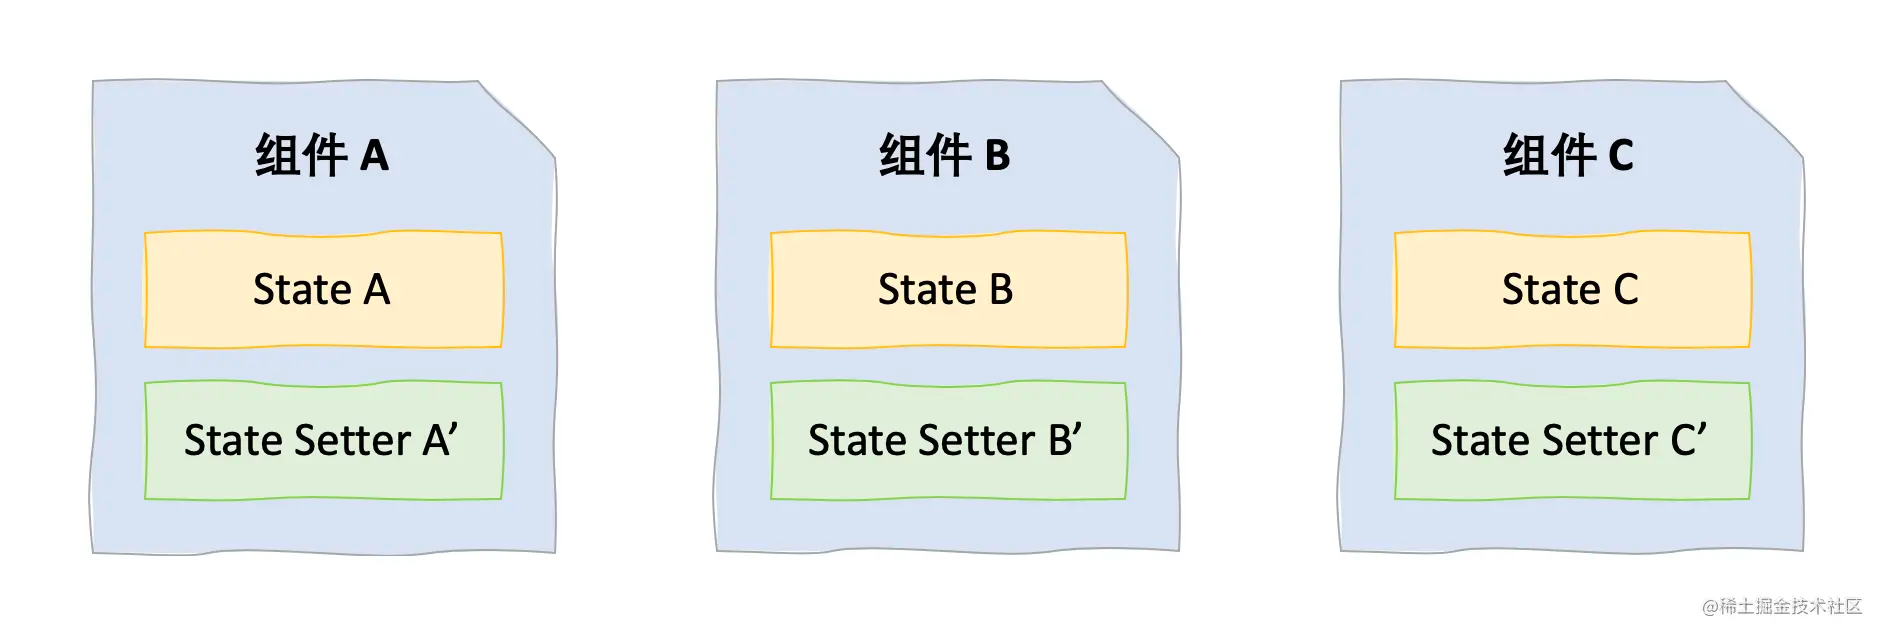 组件 A
State A
State Setter A’
组件 B
State B
State Setter B’
组件 C
State C
State Setter C’
@稀土掘金技术社区